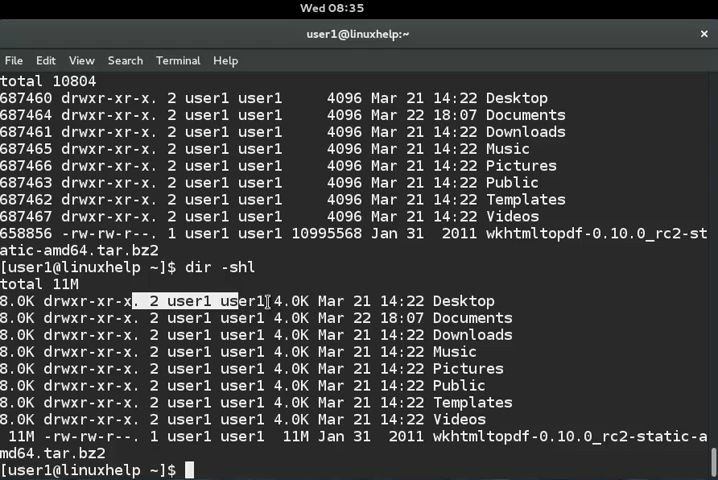 Wed 08:35
user1@linuxhelp:~ ×
File Edit View Search Terminal Help
total 10804
687460 drwxr-xr-x. 2 user1 user1     4096 Mar 21 14:22 Desktop
687464 drwxr-xr-x. 2 user1 user1     4096 Mar 22 18:07 Documents
687461 drwxr-xr-x. 2 user1 user1     4096 Mar 21 14:22 Downloads
687465 drwxr-xr-x. 2 user1 user1     4096 Mar 21 14:22 Music
687466 drwxr-xr-x. 2 user1 user1     4096 Mar 21 14:22 Pictures
687463 drwxr-xr-x. 2 user1 user1     4096 Mar 21 14:22 Public
687462 drwxr-xr-x. 2 user1 user1     4096 Mar 21 14:22 Templates
687467 drwxr-xr-x. 2 user1 user1     4096 Mar 21 14:22 Videos
658856 -rw-rw-r--. 1 user1 user1 10995568 Jan 31  2011 wkhtmltopdf-0.10.0_rc2-st
atic-amd64.tar.bz2
[user1@linuxhelp ~]$ dir -shl
total 11M
8.0K drwxr-xr-x. 2 user1 user1 4.0K Mar 21 14:22 Desktop
8.0K drwxr-xr-x. 2 user1 user1 4.0K Mar 22 18:07 Documents
8.0K drwxr-xr-x. 2 user1 user1 4.0K Mar 21 14:22 Downloads
8.0K drwxr-xr-x. 2 user1 user1 4.0K Mar 21 14:22 Music
8.0K drwxr-xr-x. 2 user1 user1 4.0K Mar 21 14:22 Pictures
8.0K drwxr-xr-x. 2 user1 user1 4.0K Mar 21 14:22 Public
8.0K drwxr-xr-x. 2 user1 user1 4.0K Mar 21 14:22 Templates
8.0K drwxr-xr-x. 2 user1 user1 4.0K Mar 21 14:22 Videos
 11M -rw-rw-r--. 1 user1 user1  11M Jan 31  2011 wkhtmltopdf-0.10.0_rc2-static-a
md64.tar.bz2
[user1@linuxhelp ~]$